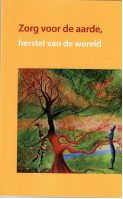 Zorg voor de aarde,
herstel van de wereld